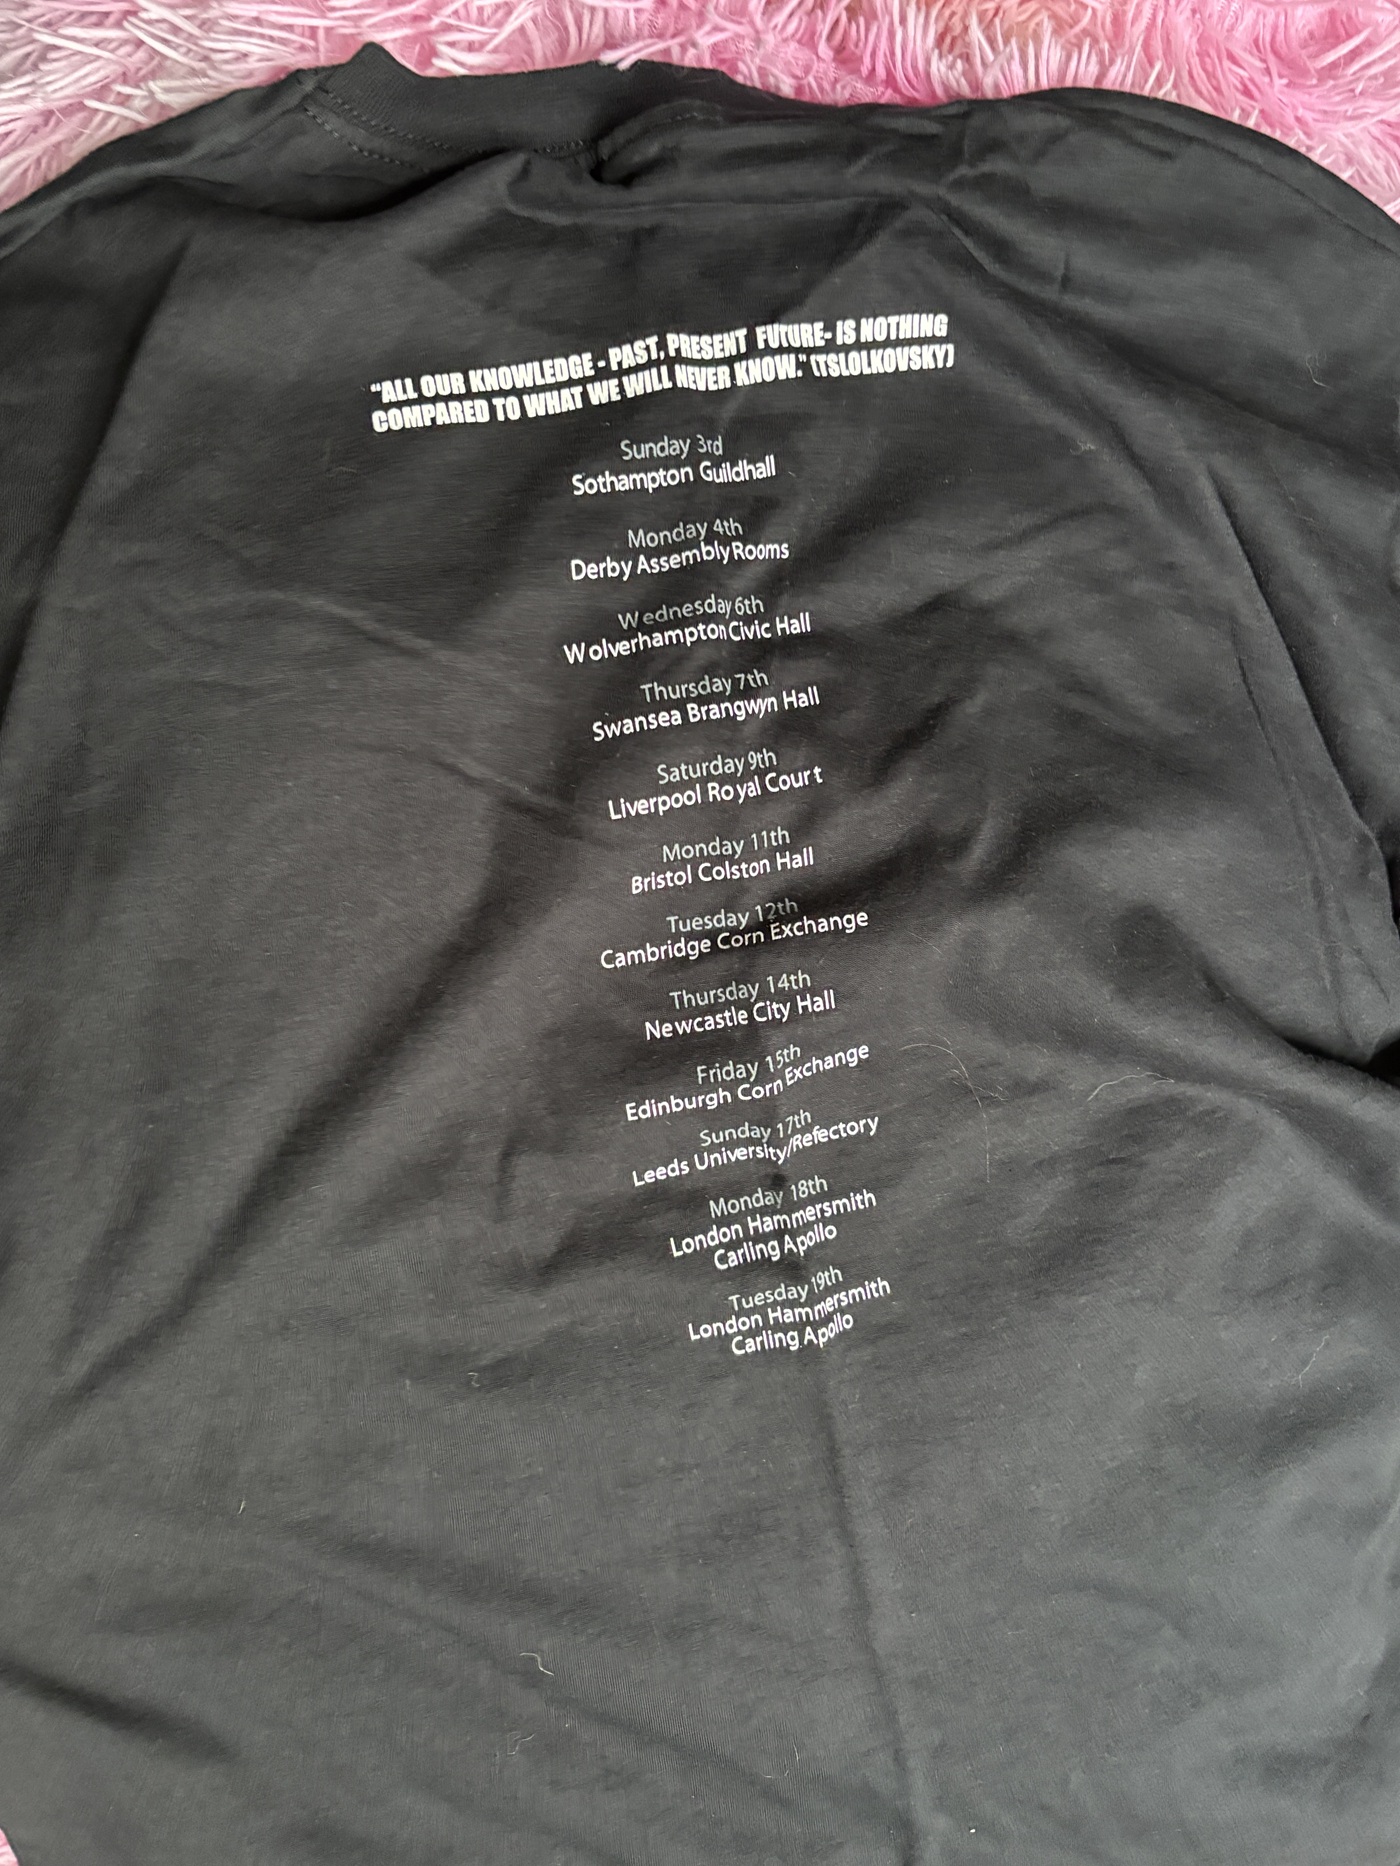 “ALL OUR KNOWLEDGE - PAST, PRESENT FUTURE- IS NOTHING
COMPARED TO WHAT WE WILL NEVER KNOW.” (TSLOLKOVSKY)
Sunday 3rd
Sothampton Guildhall
Monday 4th
Derby Assembly Rooms
Wednesday 6th
Wolverhampton Civic Hall
Thursday 7th
Swansea Brangwyn Hall
Saturday 9th
Liverpool Royal Court
Monday 11th
Bristol Colston Hall
Tuesday 12th
Cambridge Corn Exchange
Thursday 14th
Newcastle City Hall
Friday 15th
Edinburgh Corn Exchange
Sunday 17th
Leeds University/Refectory
Monday 18th
London Hammersmith
Carling Apollo
Tuesday 19th
London Hammersmith
Carling Apollo